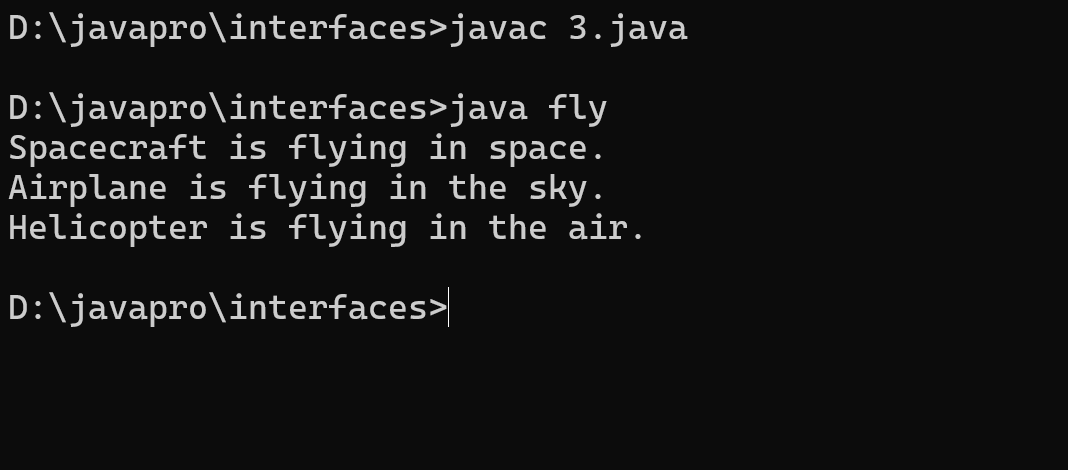 D:\javapro\interfaces>javac 3.java
D:\javapro\interfaces>java fly
Spacecraft is flying in space.
Airplane is flying in the sky.
Helicopter is flying in the air.
D:\javapro\interfaces>